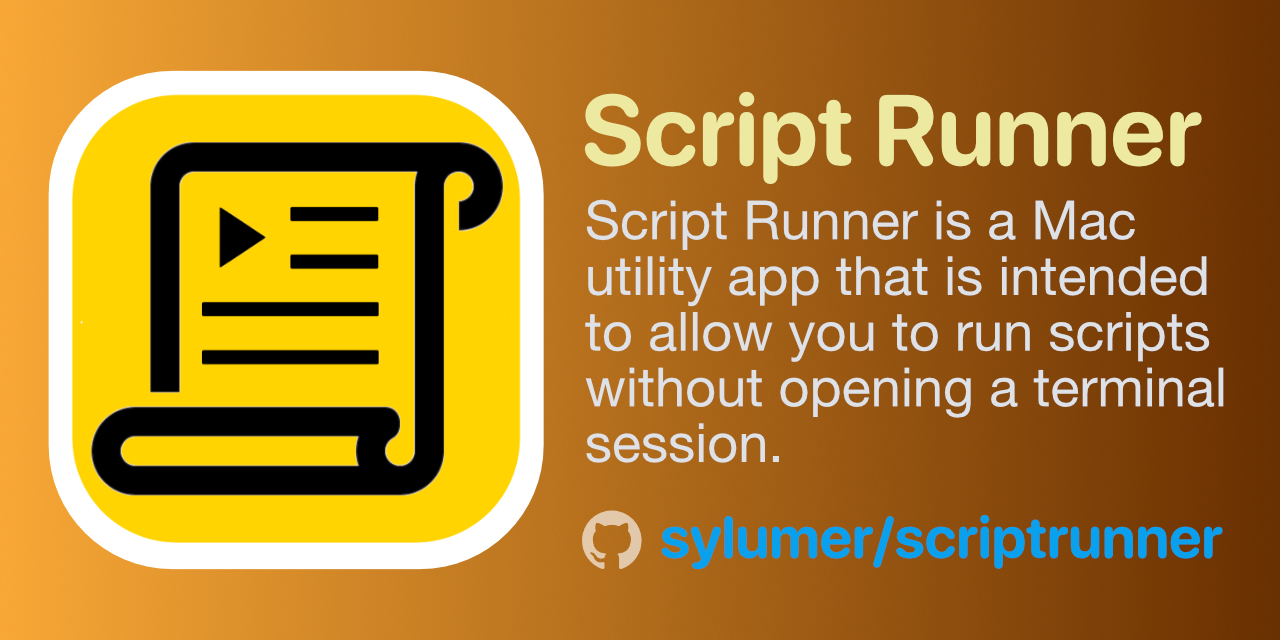 Script Runner
Script Runner is a Mac
utility app that is intended
to allow you to run scripts
without opening a terminal
session.
sylumer/scriptrunner